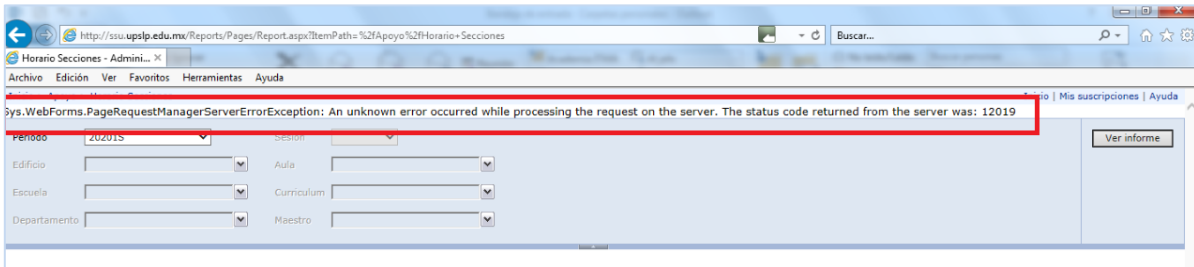 http://ssu.upslp.edu.mx/Reports/Pages/Report.aspx?ItemPath=%2fApoyo%2fHorario+Secciones
Buscar...
Horario Secciones - Admini...
Archivo Edición Ver Favoritos Herramientas Ayuda
Inicio | Mis suscripciones | Ayuda
Sys.WebForms.PageRequestManagerServerErrorException: An unknown error occurred while processing the request on the server. The status code returned from the server was: 12019
Periodo 20201S Sesion Ver informe
Edificio Aula
Escuela Curriculum
Departamento Maestro